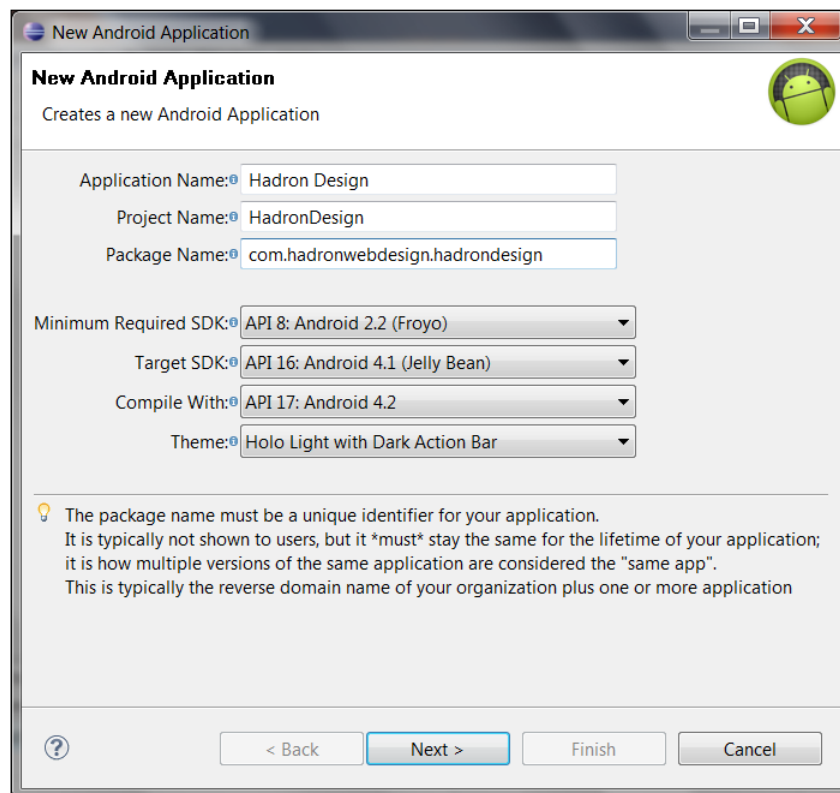 New Android Application
New Android Application
Creates a new Android Application
Application Name: Hadron Design
Project Name: HadronDesign
Package Name: com.hadronwebdesign.hadrondesign
Minimum Required SDK: API 8: Android 2.2 (Froyo)
Target SDK: API 16: Android 4.1 (Jelly Bean)
Compile With: API 17: Android 4.2
Theme: Holo Light with Dark Action Bar
The package name must be a unique identifier for your application.
It is typically not shown to users, but it *must* stay the same for the lifetime of your application;
it is how multiple versions of the same application are considered the "same app".
This is typically the reverse domain name of your organization plus one or more application
? < Back Next > Finish Cancel